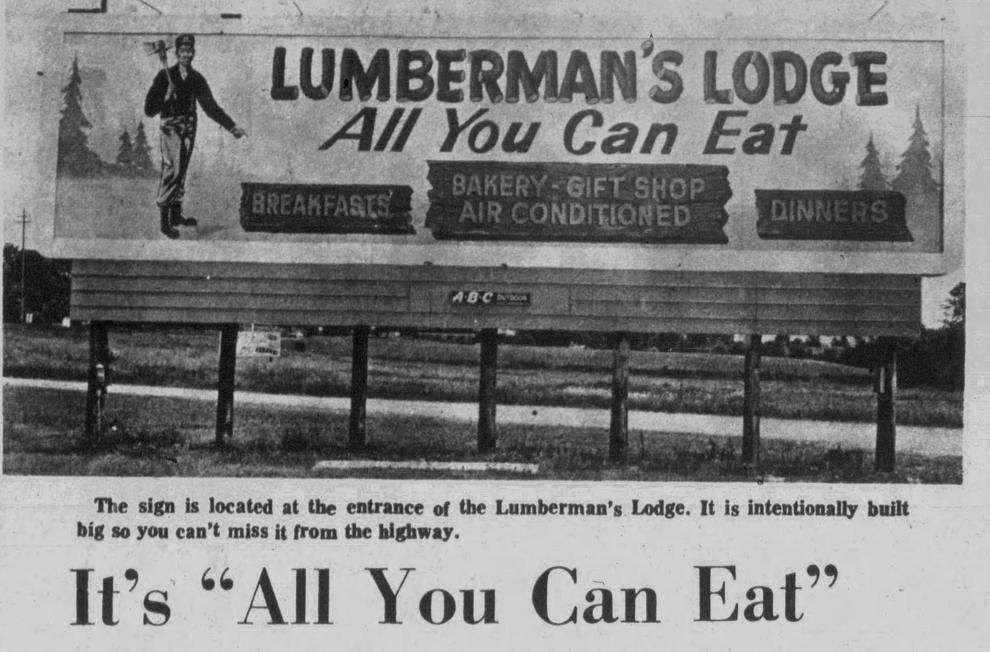 LUMBERMAN'S LODGE
All You Can Eat
BREAKFASTS
BAKERY-GIFT SHOP
AIR CONDITIONED
DINNERS
A·B·C OUTDOOR
The sign is located at the entrance of the Lumberman's Lodge. It is intentionally built
big so you can't miss it from the highway.
It's “All You Can Eat”